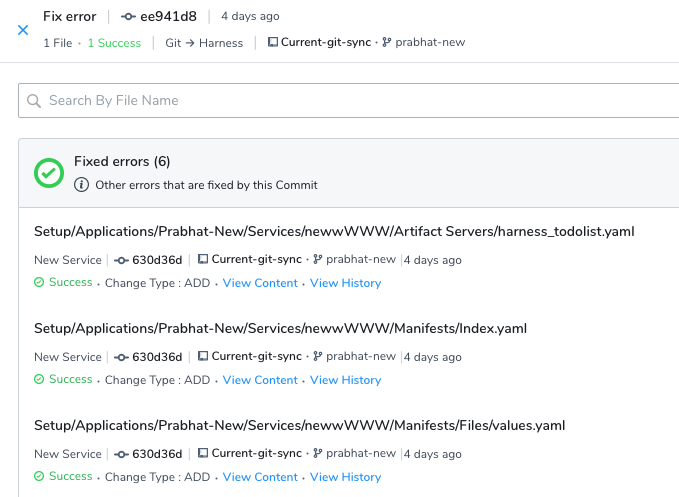 Fix error | ee941d8 | 4 days ago
1 File · 1 Success | Git → Harness | Current-git-sync · prabhat-new
Search By File Name
Fixed errors (6)
Other errors that are fixed by this Commit
Setup/Applications/Prabhat-New/Services/newwWWW/Artifact Servers/harness_todolist.yaml
New Service | 630d36d | Current-git-sync · prabhat-new |4 days ago
Success · Change Type : ADD · View Content · View History
Setup/Applications/Prabhat-New/Services/newwWWW/Manifests/Index.yaml
New Service | 630d36d | Current-git-sync · prabhat-new |4 days ago
Success · Change Type : ADD · View Content · View History
Setup/Applications/Prabhat-New/Services/newwWWW/Manifests/Files/values.yaml
New Service | 630d36d | Current-git-sync · prabhat-new |4 days ago
Success · Change Type : ADD · View Content · View History